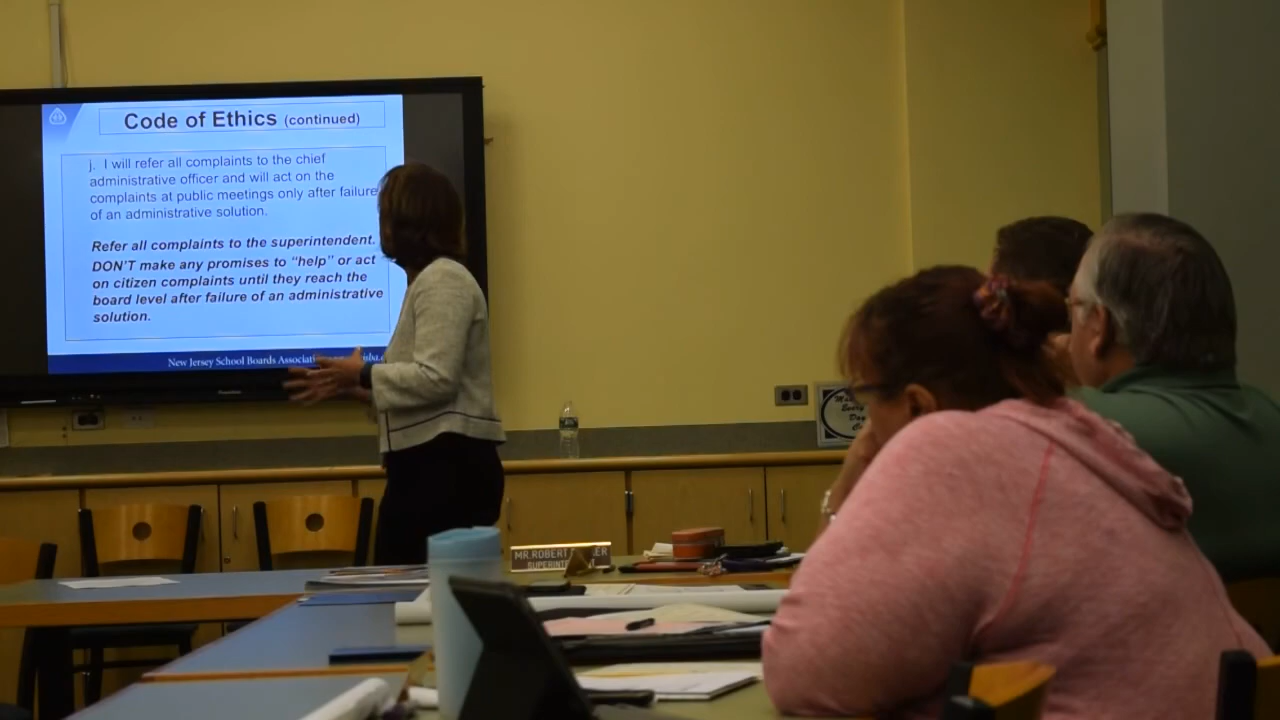 Code of Ethics (continued)
j. I will refer all complaints to the chief
administrative officer and will act on the
complaints at public meetings only after failure
of an administrative solution.
Refer all complaints to the superintendent.
DON'T make any promises to "help" or act
on citizen complaints until they reach the
board level after failure of an administrative
solution.
New Jersey School Boards
MR. ROBERT
Every
Day